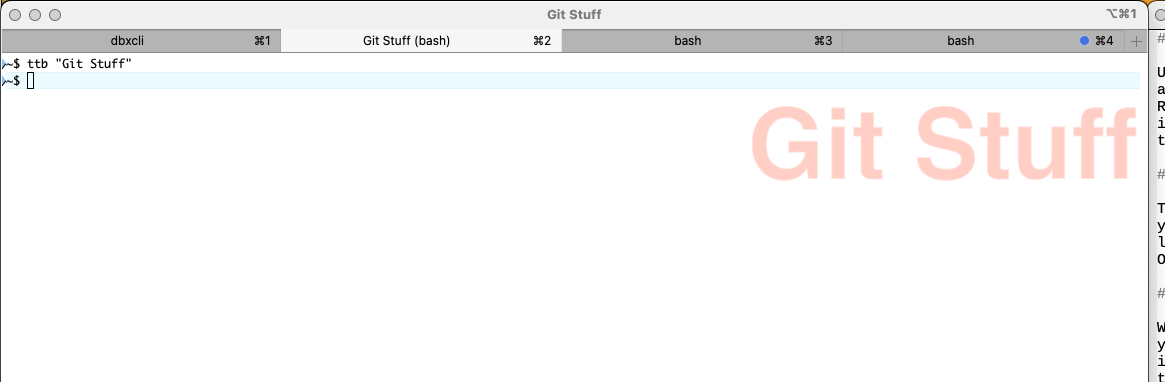 Git Stuff
⌥⌘1
dbxcli ⌘1
Git Stuff (bash) ⌘2
bash ⌘3
bash ⌘4
~$ ttb "Git Stuff"
~$
Git Stuff
#
U
a
R
i
t
#
T
y
l
O
#
W
y
i
t